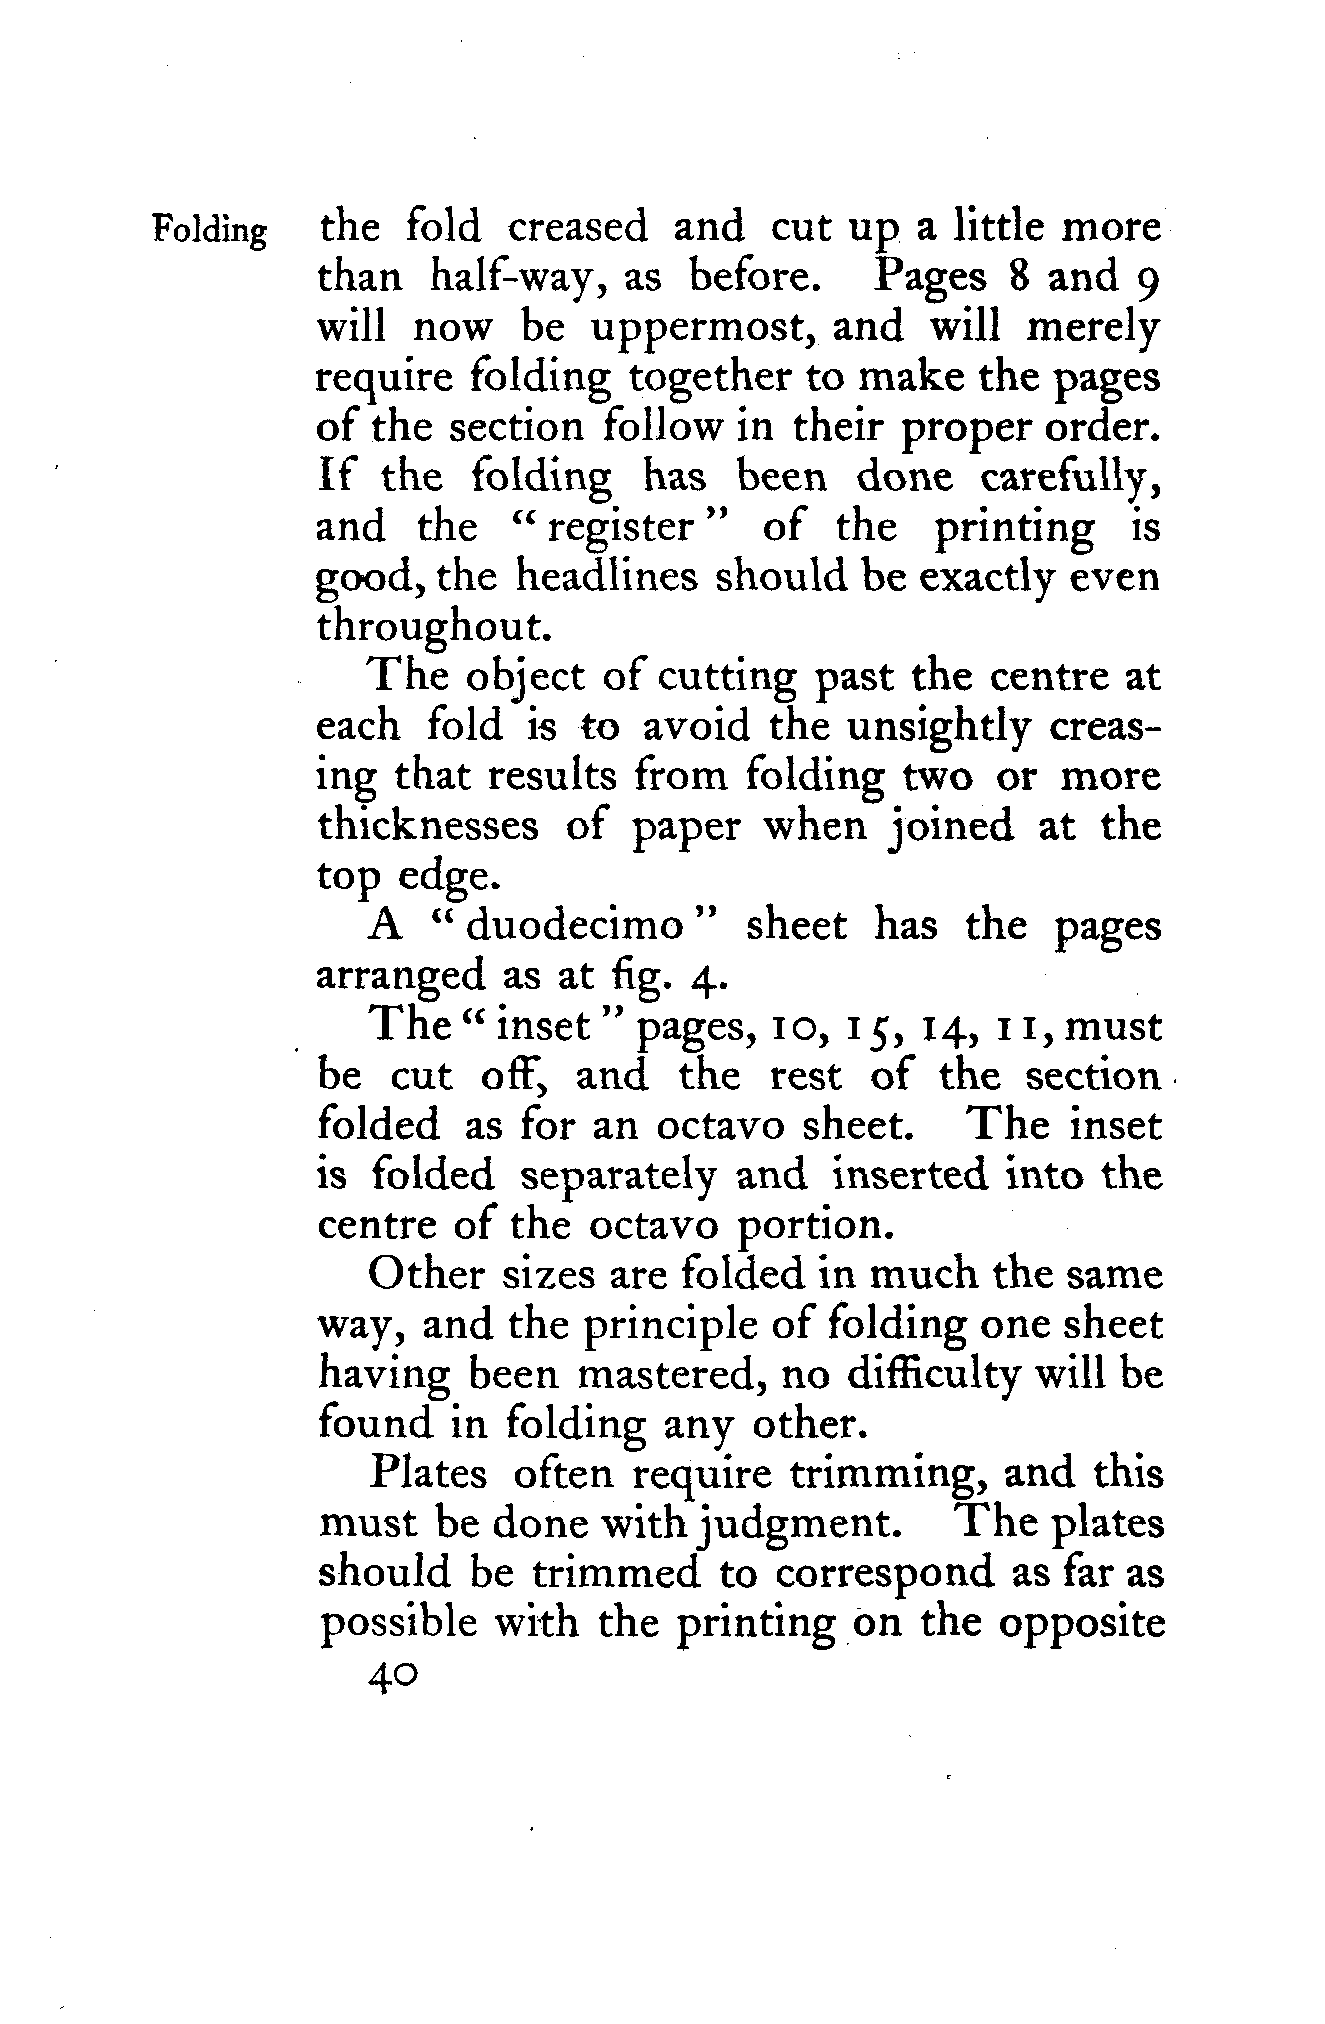 Folding
the fold creased and cut up a little more
than half-way, as before. Pages 8 and 9
will now be uppermost, and will merely
require folding together to make the pages
of the section follow in their proper order.
If the folding has been done carefully,
and the “ register ” of the printing is
good, the headlines should be exactly even
throughout.
The object of cutting past the centre at
each fold is to avoid the unsightly creas-
ing that results from folding two or more
thicknesses of paper when joined at the
top edge.
A “ duodecimo ” sheet has the pages
arranged as at fig. 4.
The “ inset ” pages, 10, 15, 14, 11, must
be cut off, and the rest of the section
folded as for an octavo sheet. The inset
is folded separately and inserted into the
centre of the octavo portion.
Other sizes are folded in much the same
way, and the principle of folding one sheet
having been mastered, no difficulty will be
found in folding any other.
Plates often require trimming, and this
must be done with judgment. The plates
should be trimmed to correspond as far as
possible with the printing on the opposite
40